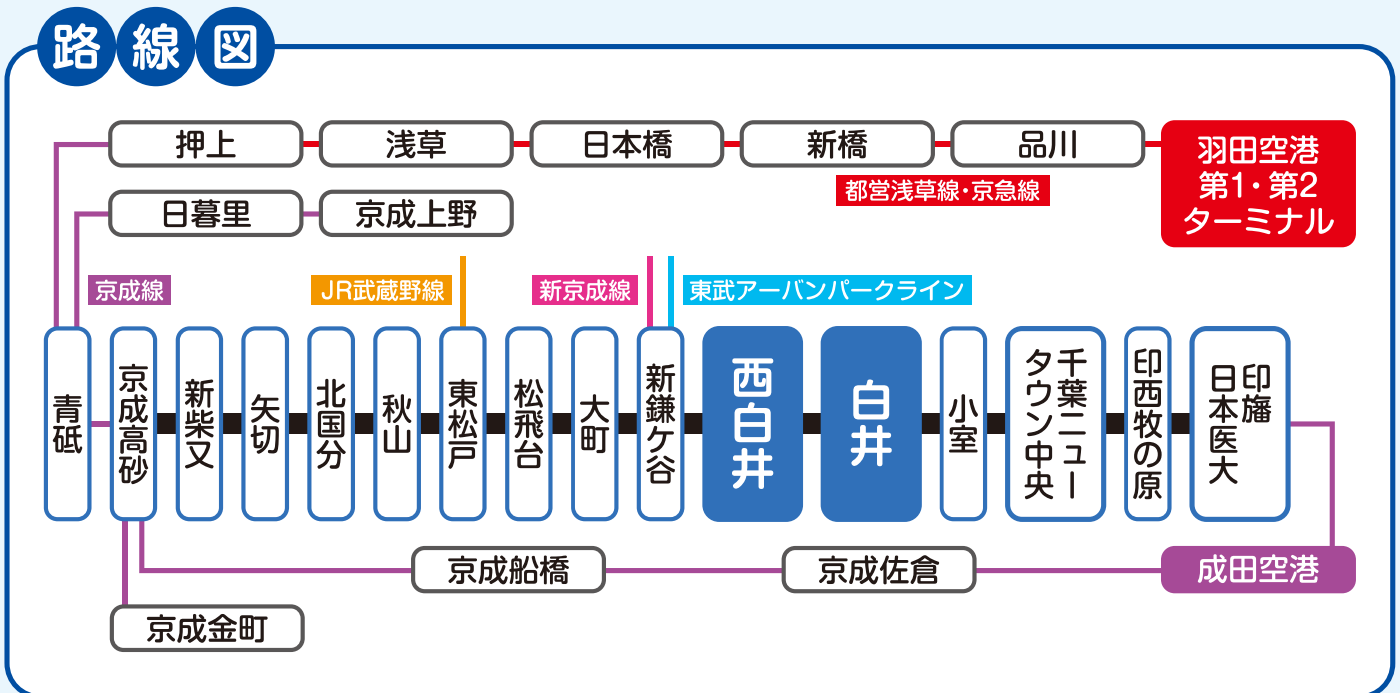 路線図
押上
浅草
日本橋
新橋
品川
羽田空港
第1・第2
ターミナル
都営浅草線・京急線
日暮里
京成上野
京成線
JR武蔵野線
新京成線
東武アーバンパークライン
青砥
京成高砂
新柴又
矢切
北国分
秋山
東松戸
松飛台
大町
新鎌ケ谷
西白井
白井
小室
千葉ニュー
タウン中央
印西牧の原
印旛
日本医大
京成船橋
京成佐倉
成田空港
京成金町